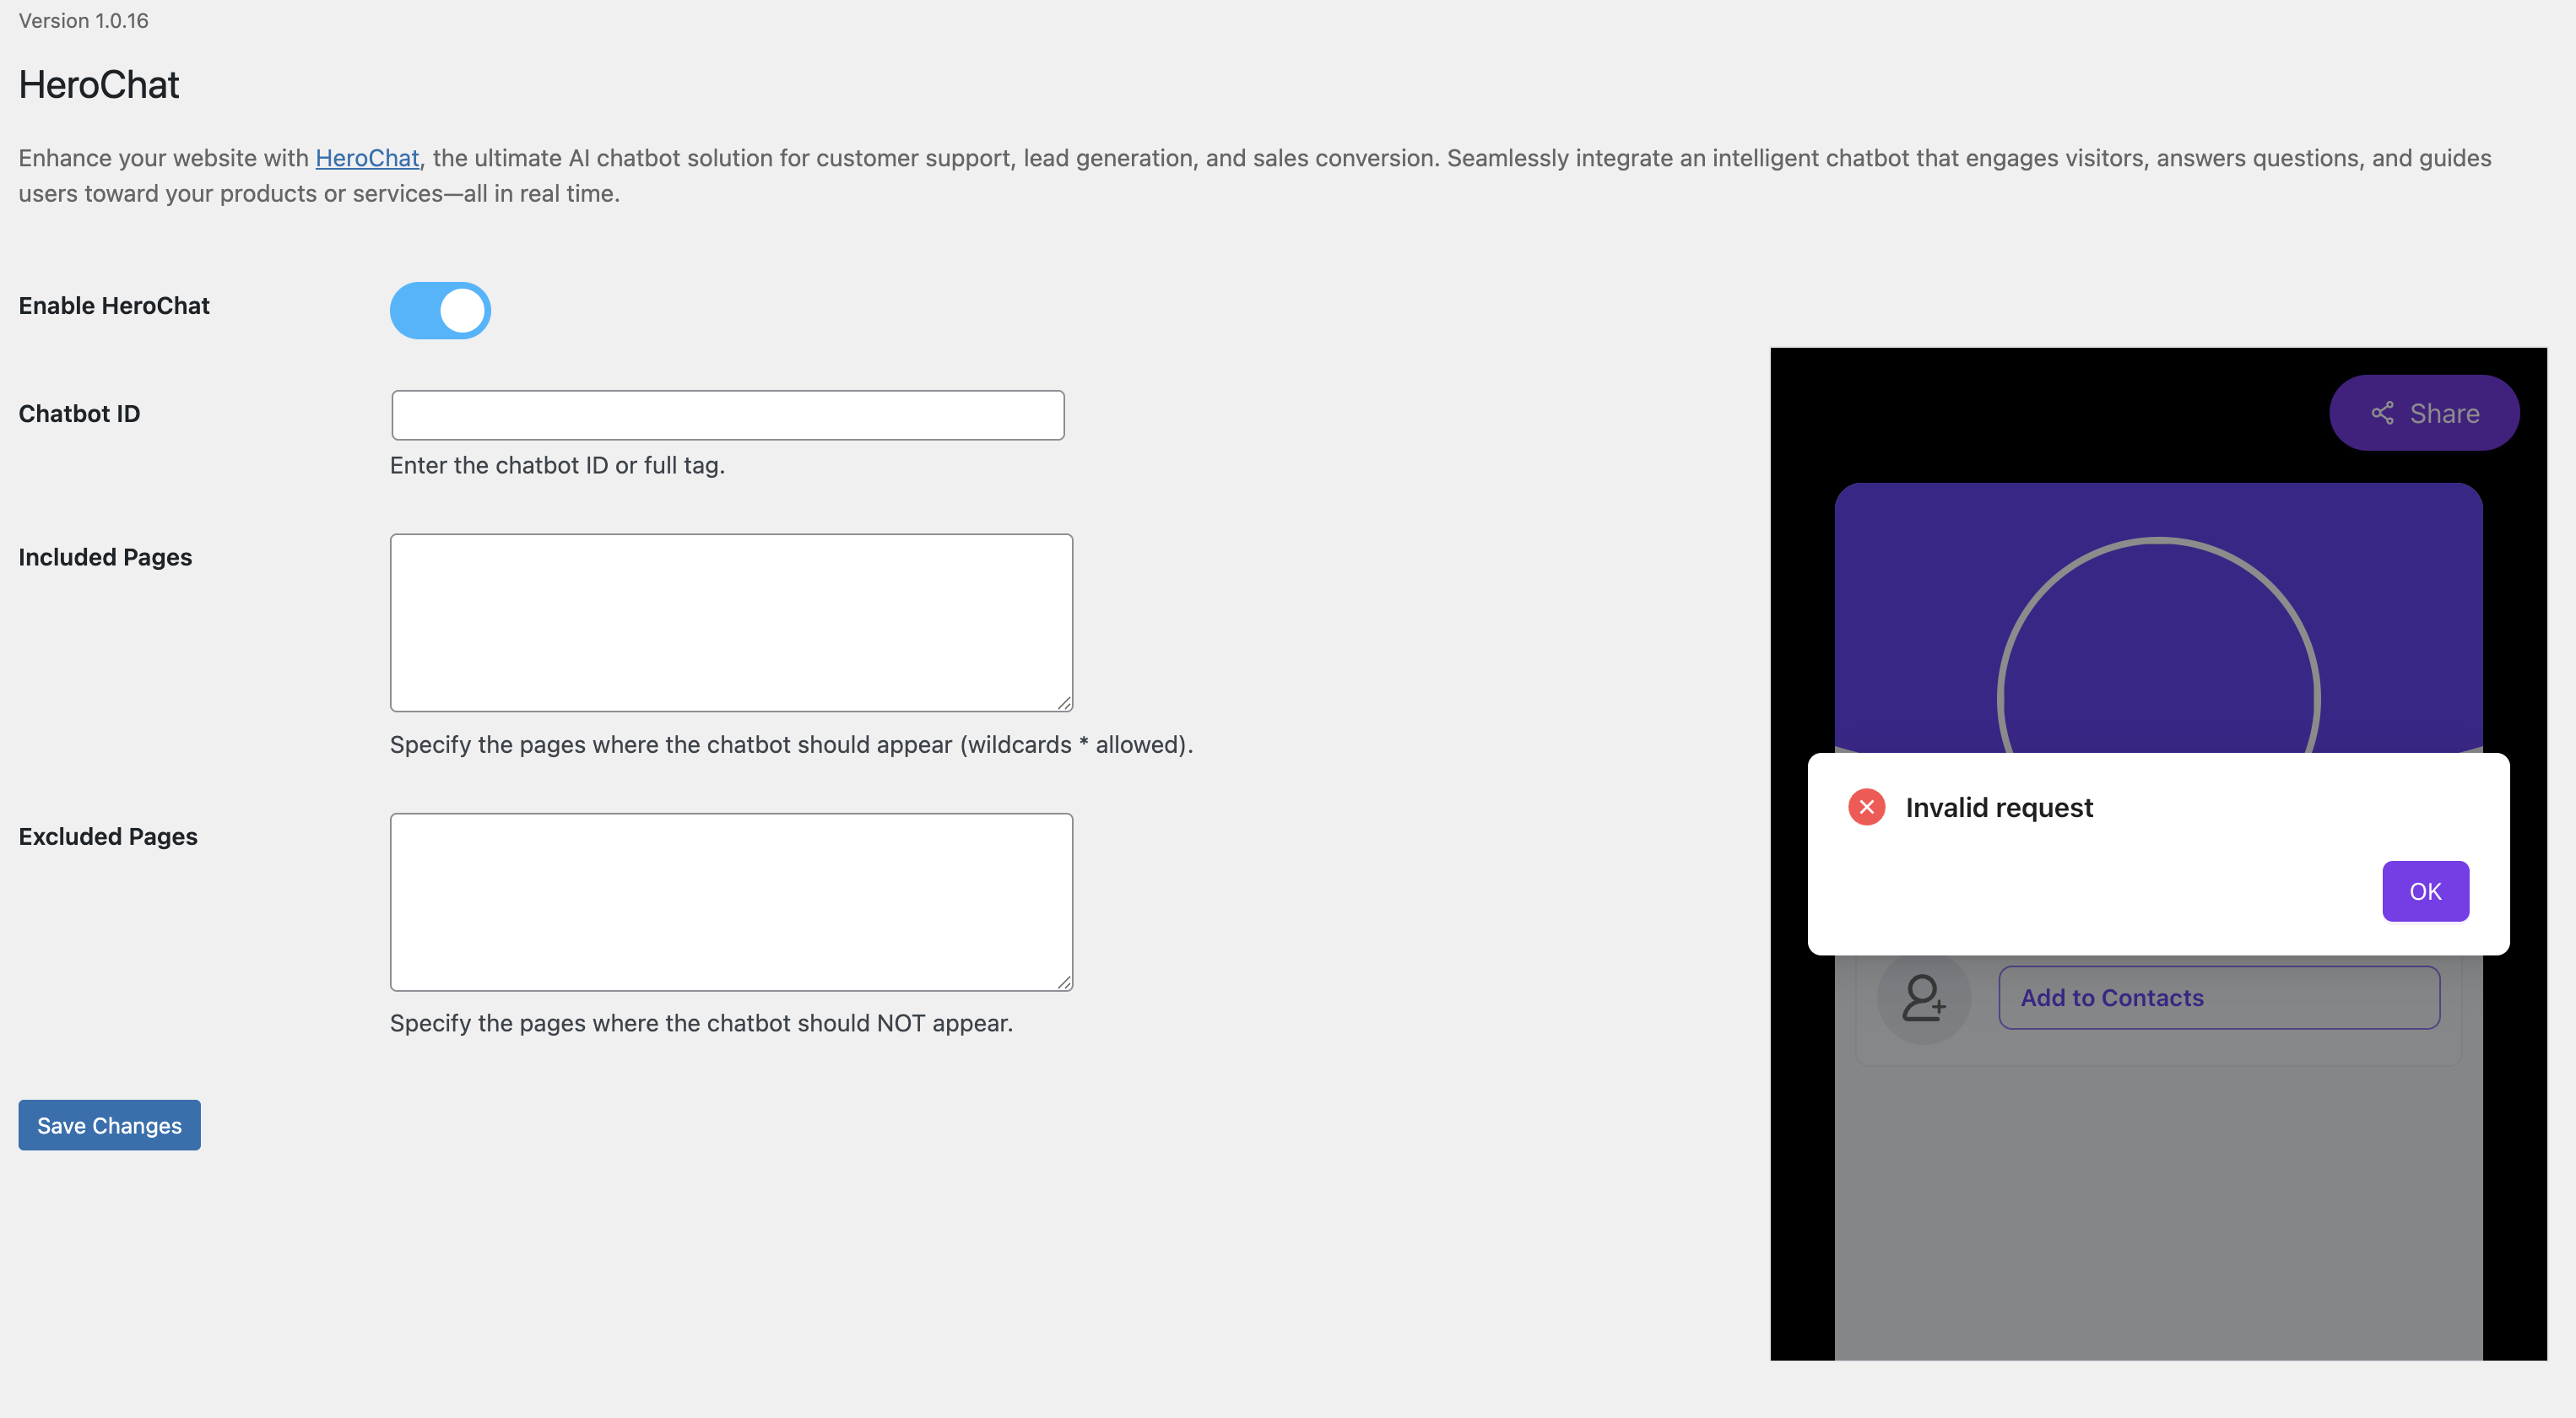 Version 1.0.16
HeroChat
Enhance your website with HeroChat, the ultimate AI chatbot solution for customer support, lead generation, and sales conversion. Seamlessly integrate an intelligent chatbot that engages visitors, answers questions, and guides
users toward your products or services—all in real time.
Enable HeroChat
Chatbot ID
Enter the chatbot ID or full tag.
Included Pages
Specify the pages where the chatbot should appear (wildcards * allowed).
Excluded Pages
Specify the pages where the chatbot should NOT appear.
Save Changes
Share
Invalid request
OK
Add to Contacts